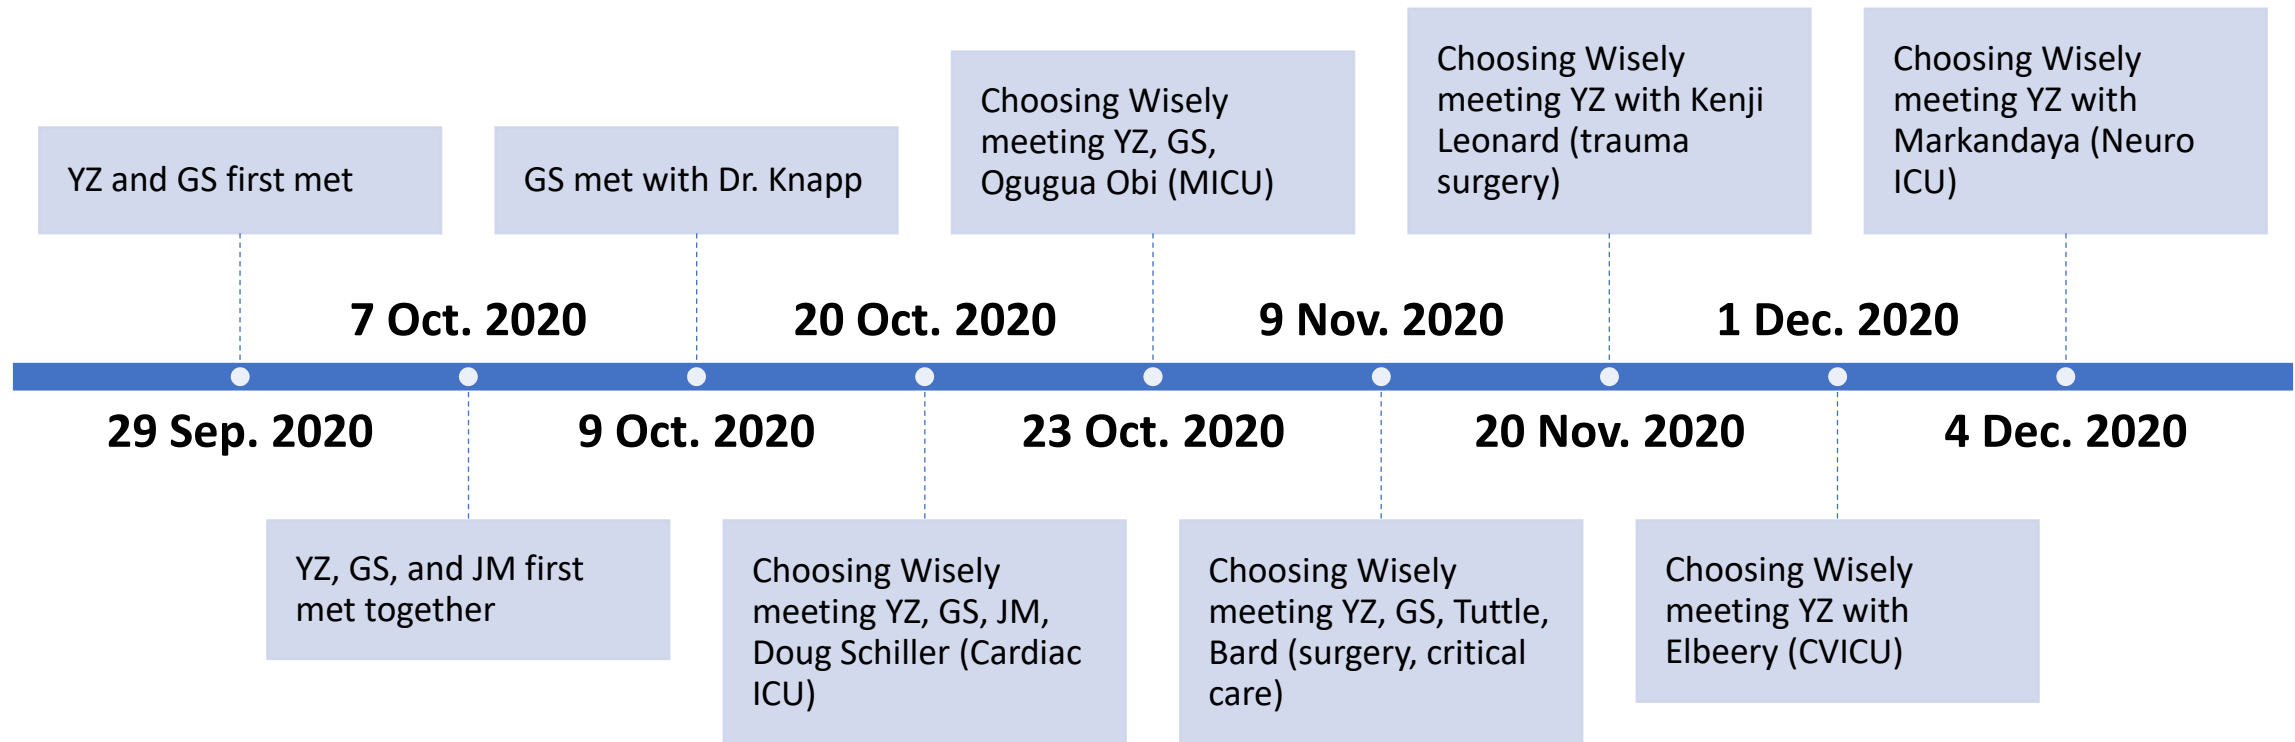 YZ and GS first met
GS met with Dr. Knapp
Choosing Wisely
meeting YZ, GS,
Ogugua Obi (MICU)
Choosing Wisely
meeting YZ with Kenji
Leonard (trauma
surgery)
Choosing Wisely
meeting YZ with
Markandaya (Neuro
ICU)
7 Oct. 2020
20 Oct. 2020
9 Nov. 2020
1 Dec. 2020
29 Sep. 2020
9 Oct. 2020
23 Oct. 2020
20 Nov. 2020
4 Dec. 2020
YZ, GS, and JM first
met together
Choosing Wisely
meeting YZ, GS, JM,
Doug Schiller (Cardiac
ICU)
Choosing Wisely
meeting YZ, GS, Tuttle,
Bard (surgery, critical
care)
Choosing Wisely
meeting YZ with
Elbeery (CVICU)